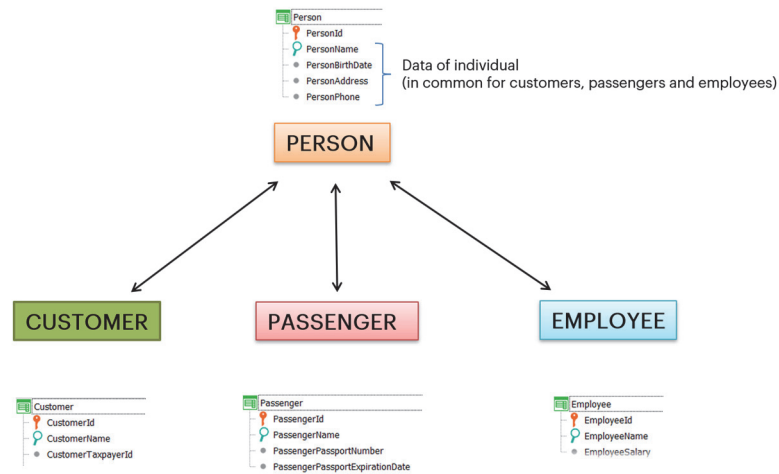 Person
PersonId
PersonName
PersonBirthDate
PersonAddress
PersonPhone
Data of individual
(in common for customers, passengers and employees)
PERSON
CUSTOMER
PASSENGER
EMPLOYEE
Customer
CustomerId
CustomerName
CustomerTaxpayerId
Passenger
PassengerId
PassengerName
PassengerPassportNumber
PassengerPassportExpirationDate
Employee
EmployeeId
EmployeeName
EmployeeSalary